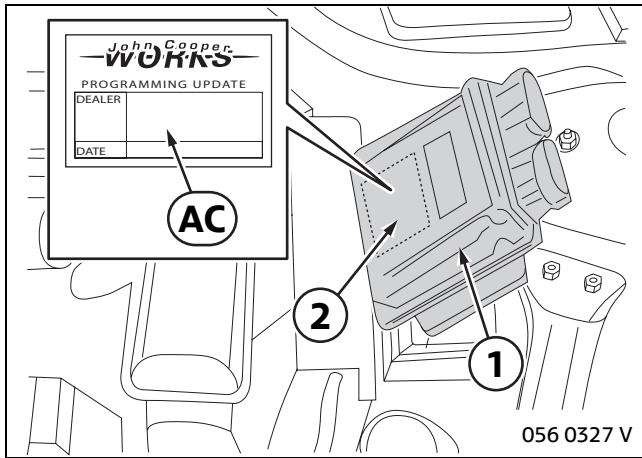 John Cooper
WORKS
PROGRAMMING UPDATE
DEALER
DATE
AC
2
1
056 0327 V